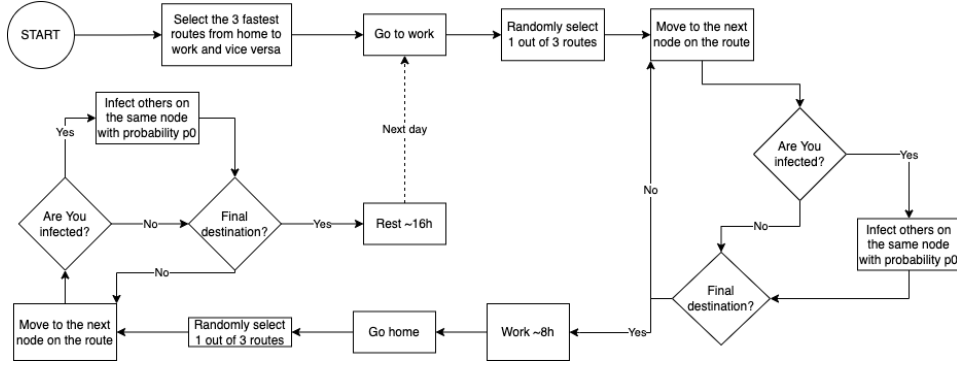 START
Select the 3 fastest
routes from home to
work and vice versa
Go to work
Randomly select
1 out of 3 routes
Move to the next
node on the route
Are You
infected?
Yes
Infect others on
the same node
with probability p0
No
Final
destination?
No
Yes
Work ~8h
Go home
Randomly select
1 out of 3 routes
Move to the next
node on the route
Are You
infected?
Yes
Infect others on
the same node
with probability p0
No
Final
destination?
No
Yes
Rest ~16h
Next day